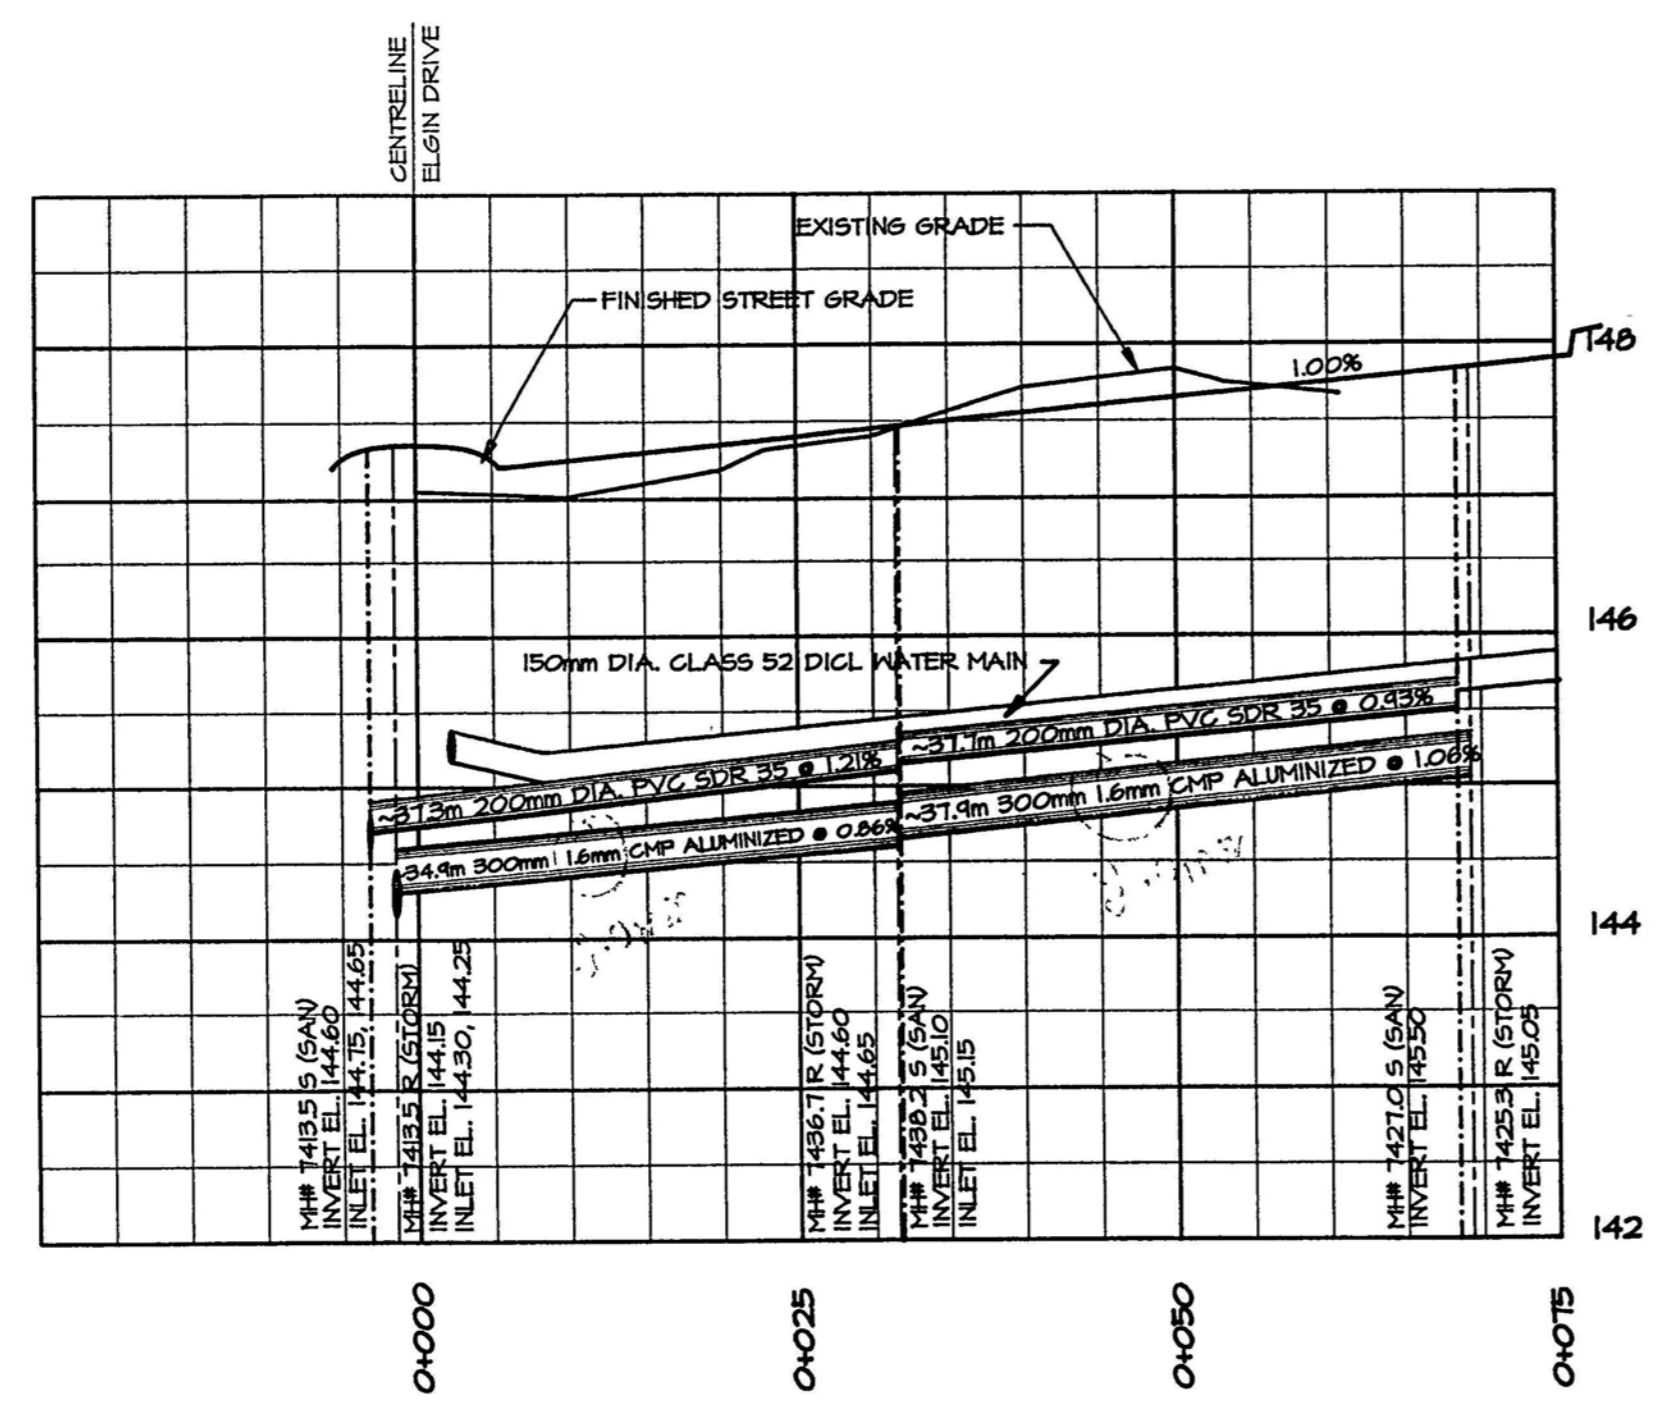 CENTRELINE
ELGIN DRIVE
EXISTING GRADE
FINISHED STREET GRADE
148
1.00%
146
150mm DIA. CLASS 52 DICL WATER MAIN
~37.3m 200mm DIA. PVC SDR 35 @ 1.21%
~37.7m 200mm DIA. PVC SDR 35 @ 0.93%
~34.9m 300mm 1.6mm CMP ALUMINIZED @ 0.86%
~37.9m 300mm 1.6mm CMP ALUMINIZED @ 1.06%
144
MH# 7413.5 S (SAN)
INVERT EL. 144.60
INLET EL. 144.75, 144.65
MH# 7413.5 R (STORM)
INVERT EL. 144.15
INLET EL. 144.30, 144.25
MH# 7436.7 R (STORM)
INVERT EL. 144.60
INLET EL. 144.65
MH# 7438.2 S (SAN)
INVERT EL. 145.10
INLET EL. 145.15
MH# 7427.0 S (SAN)
INVERT EL. 145.50
MH# 7425.3 R (STORM)
INVERT EL. 145.05
142
0+000
0+025
0+050
0+075